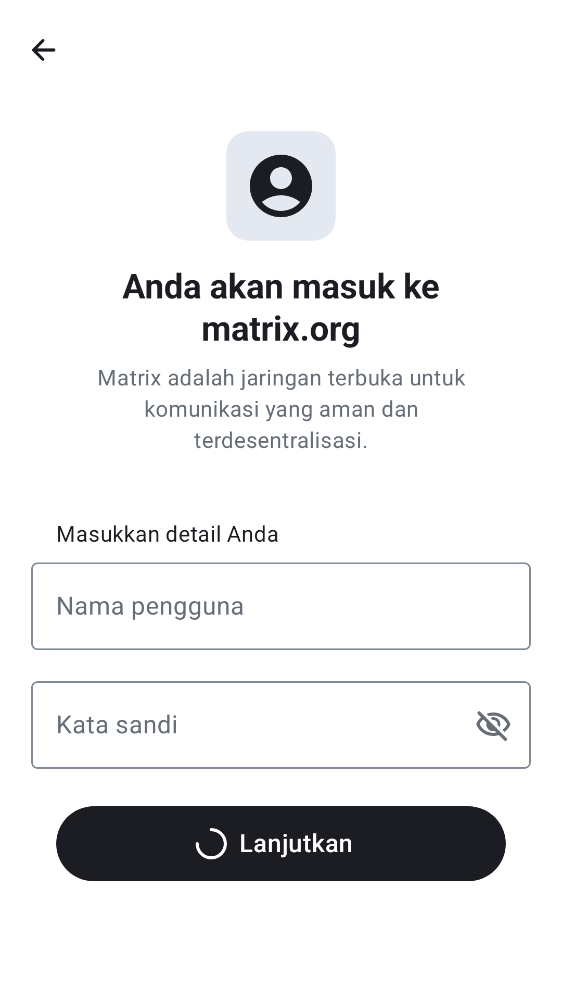 Anda akan masuk ke
matrix.org
Matrix adalah jaringan terbuka untuk
komunikasi yang aman dan
terdesentralisasi.
Masukkan detail Anda
Nama pengguna
Kata sandi
Lanjutkan